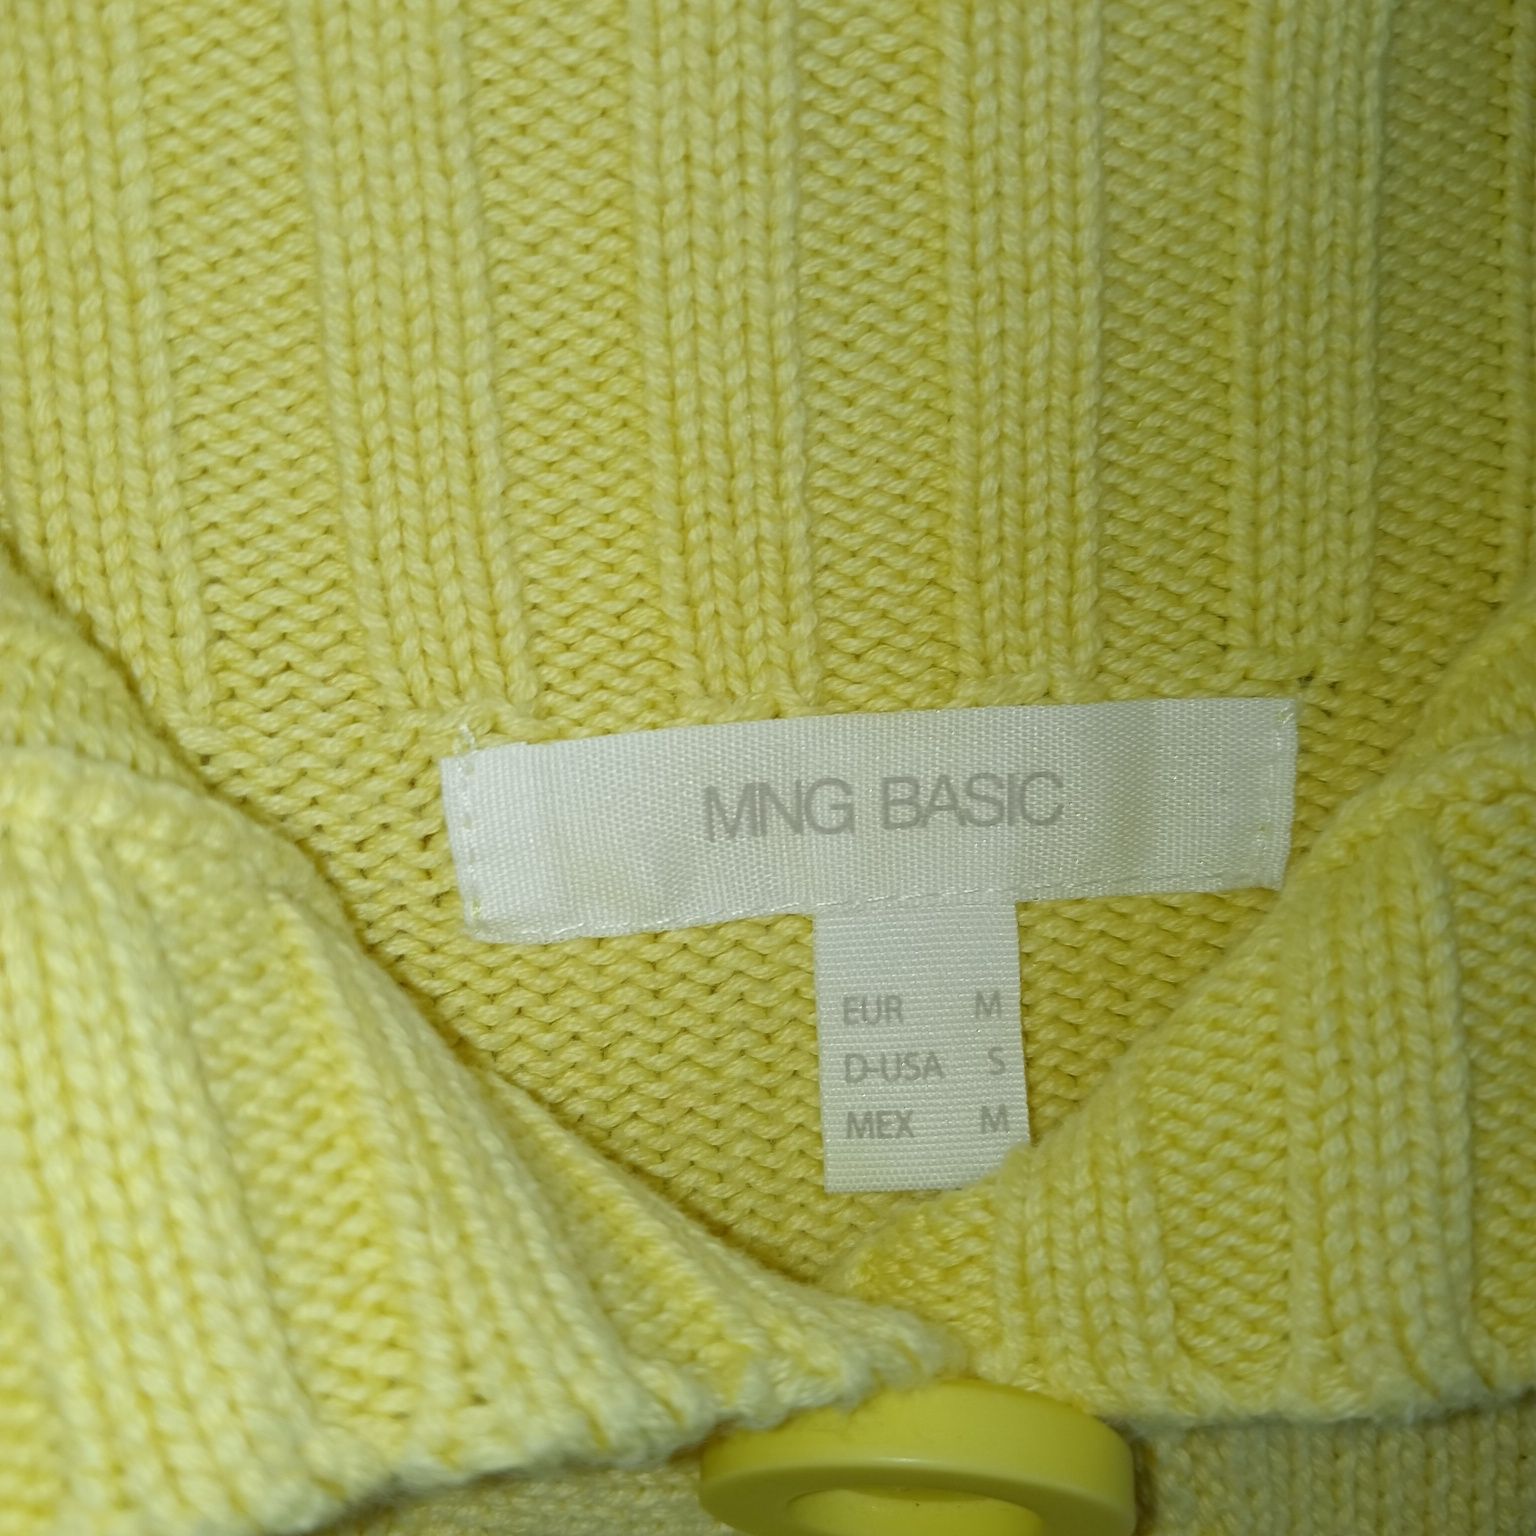 MNG BASIC
EUR M
D-USA S
MEX M